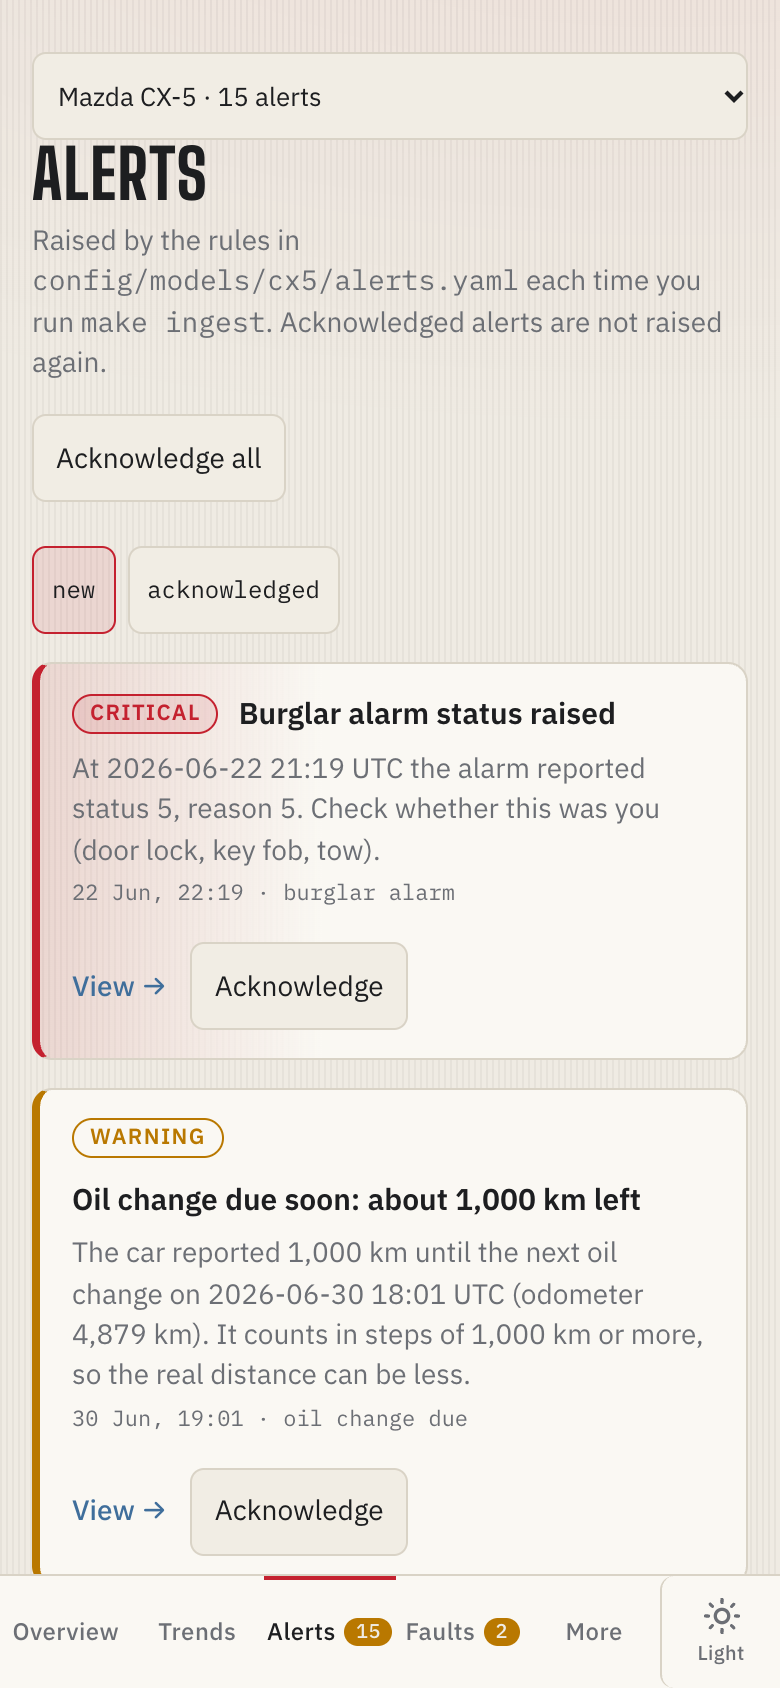 Mazda CX-5 · 15 alerts
ALERTS
Raised by the rules in
config/models/cx5/alerts.yaml each time you
run make ingest. Acknowledged alerts are not raised
again.
Acknowledge all
new
acknowledged
CRITICAL Burglar alarm status raised
At 2026-06-22 21:19 UTC the alarm reported
status 5, reason 5. Check whether this was you
(door lock, key fob, tow).
22 Jun, 22:19 · burglar alarm
View → Acknowledge
WARNING
Oil change due soon: about 1,000 km left
The car reported 1,000 km until the next oil
change on 2026-06-30 18:01 UTC (odometer
4,879 km). It counts in steps of 1,000 km or more,
so the real distance can be less.
30 Jun, 19:01 · oil change due
View → Acknowledge
Overview Trends Alerts 15 Faults 2 More Light